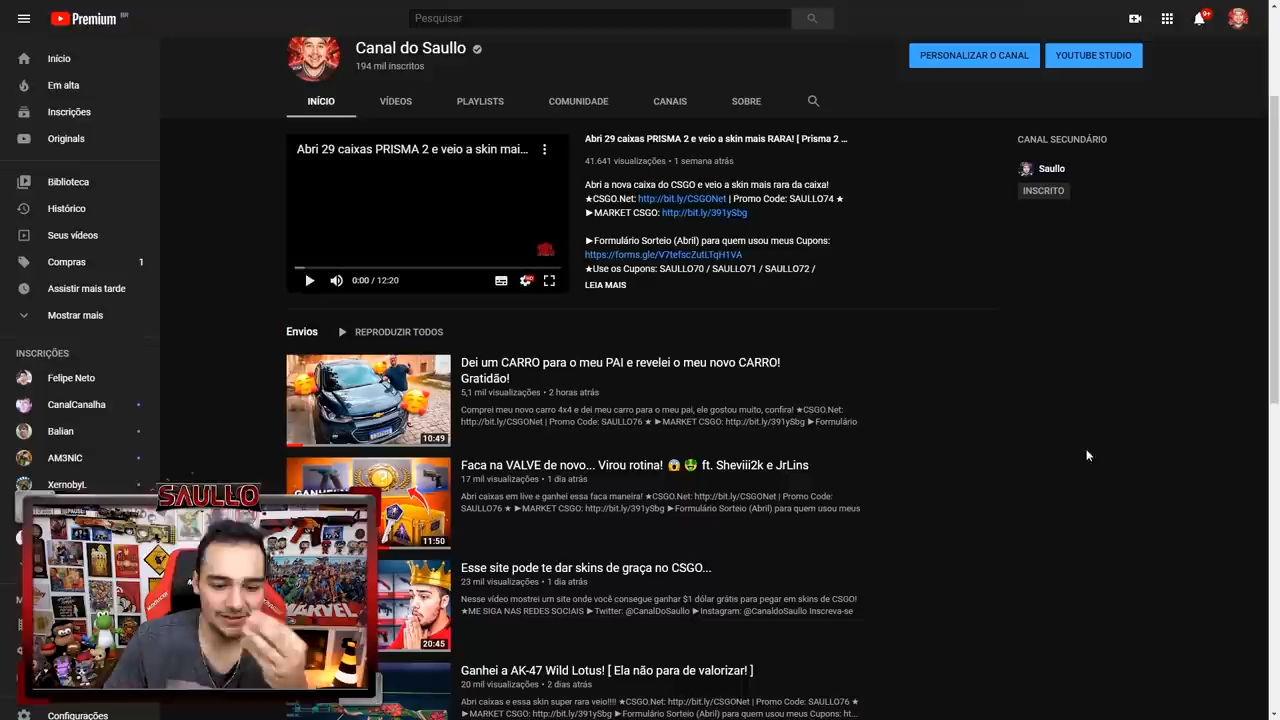 Premium BR
Pesquisar
9+
Início
Em alta
Inscrições
Originals
Biblioteca
Histórico
Seus vídeos
Compras 1
Assistir mais tarde
Mostrar mais
INSCRIÇÕES
Felipe Neto
CanalCanalha
Balian
AM3NIC
XernobyL
Configurações
Canal do Saullo
194 mil inscritos
PERSONALIZAR O CANAL
YOUTUBE STUDIO
INÍCIO VÍDEOS PLAYLISTS COMUNIDADE CANAIS SOBRE
Abri 29 caixas PRISMA 2 e veio a skin mai...
0:00 / 12:20
Abri 29 caixas PRISMA 2 e veio a skin mais RARA! [ Prisma 2 ...
41.641 visualizações • 1 semana atrás
Abri a nova caixa do CSGO e veio a skin mais rara da caixa!
★CSGO.Net: http://bit.ly/CSGONet | Promo Code: SAULLO74 ★
►MARKET CSGO: http://bit.ly/391ySbg
►Formulário Sorteio (Abril) para quem usou meus Cupons:
https://forms.gle/V7tefscZutLTqH1VA
★Use os Cupons: SAULLO70 / SAULLO71 / SAULLO72 /
LEIA MAIS
CANAL SECUNDÁRIO
Saullo
INSCRITO
Envios
REPRODUZIR TODOS
10:49
Dei um CARRO para o meu PAI e revelei o meu novo CARRO!
Gratidão!
5,1 mil visualizações • 2 horas atrás
Comprei meu novo carro 4x4 e dei meu carro para o meu pai, ele gostou muito, confira! ★CSGO.Net:
http://bit.ly/CSGONet | Promo Code: SAULLO76 ★ ►MARKET CSGO: http://bit.ly/391ySbg ►Formulário
11:50
Faca na VALVE de novo... Virou rotina! 😱 🤑 ft. Sheviii2k e JrLins
17 mil visualizações • 1 dia atrás
Abri caixas em live e ganhei essa faca maneira! ★CSGO.Net: http://bit.ly/CSGONet | Promo Code:
SAULLO76 ★ ►MARKET CSGO: http://bit.ly/391ySbg ►Formulário Sorteio (Abril) para quem usou meus
20:45
Esse site pode te dar skins de graça no CSGO...
23 mil visualizações • 1 dia atrás
Nesse vídeo mostrei um site onde você consegue ganhar $1 dólar grátis para pegar em skins de CSGO!
★ME SIGA NAS REDES SOCIAIS ►Twitter: @CanalDoSaullo ►Instagram: @CanaldoSaullo Inscreva-se
Ganhei a AK-47 Wild Lotus! [ Ela não para de valorizar! ]
20 mil visualizações • 2 dias atrás
Abri caixas e essa skin super rara veio!!!! ★CSGO.Net: http://bit.ly/CSGONet | Promo Code: SAULLO76 ★
►MARKET CSGO: http://bit.ly/391ySbg ►Formulário Sorteio (Abril) para quem usou meus Cupons: ht...
SAULLO
MARVEL